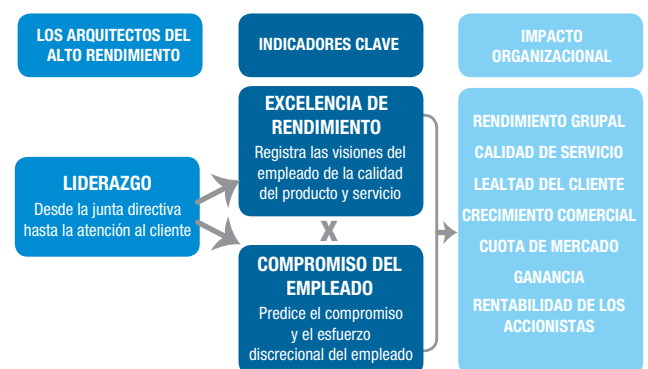 LOS ARQUITECTOS DEL
ALTO RENDIMIENTO
INDICADORES CLAVE
IMPACTO
ORGANIZACIONAL
LIDERAZGO
Desde la junta directiva
hasta la atención al cliente
EXCELENCIA DE
RENDIMIENTO
Registra las visiones del
empleado de la calidad
del producto y servicio
X
COMPROMISO DEL
EMPLEADO
Predice el compromiso
y el esfuerzo
discrecional del empleado
RENDIMIENTO GRUPAL
CALIDAD DE SERVICIO
LEALTAD DEL CLIENTE
CRECIMIENTO COMERCIAL
CUOTA DE MERCADO
GANANCIA
RENTABILIDAD DE LOS
ACCIONISTAS